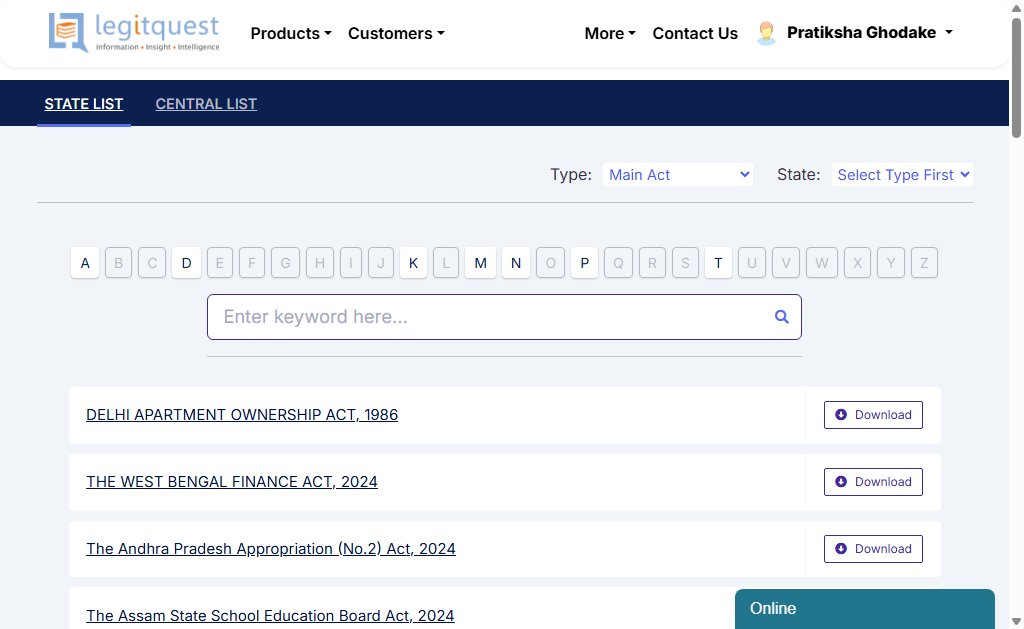 legitquest
Information • Insight • Intelligence
Products Customers More Contact Us Pratiksha Ghodake
STATE LIST CENTRAL LIST
Type: Main Act State: Select Type First
A B C D E F G H I J K L M N O P Q R S T U V W X Y Z
Enter keyword here...
DELHI APARTMENT OWNERSHIP ACT, 1986 Download
THE WEST BENGAL FINANCE ACT, 2024 Download
The Andhra Pradesh Appropriation (No.2) Act, 2024 Download
The Assam State School Education Board Act, 2024
Online